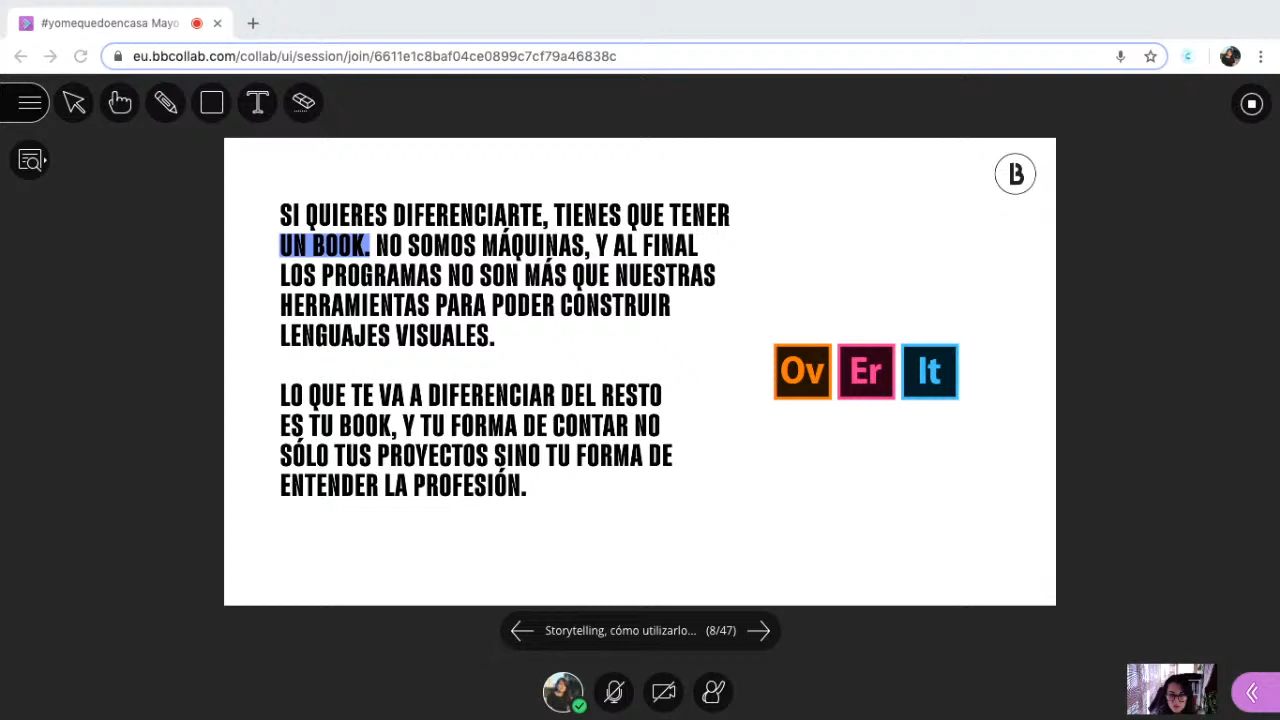 #yomequedoencasa Mayo
eu.bbcollab.com/collab/ui/session/join/6611e1c8baf04ce0899c7cf79a46838c
T
B
SI QUIERES DIFERENCIARTE, TIENES QUE TENER
UN BOOK. NO SOMOS MÁQUINAS, Y AL FINAL
LOS PROGRAMAS NO SON MÁS QUE NUESTRAS
HERRAMIENTAS PARA PODER CONSTRUIR
LENGUAJES VISUALES.
Ov Er It
LO QUE TE VA A DIFERENCIAR DEL RESTO
ES TU BOOK, Y TU FORMA DE CONTAR NO
SÓLO TUS PROYECTOS SINO TU FORMA DE
ENTENDER LA PROFESIÓN.
Storytelling, cómo utilizarlo... (8/47)